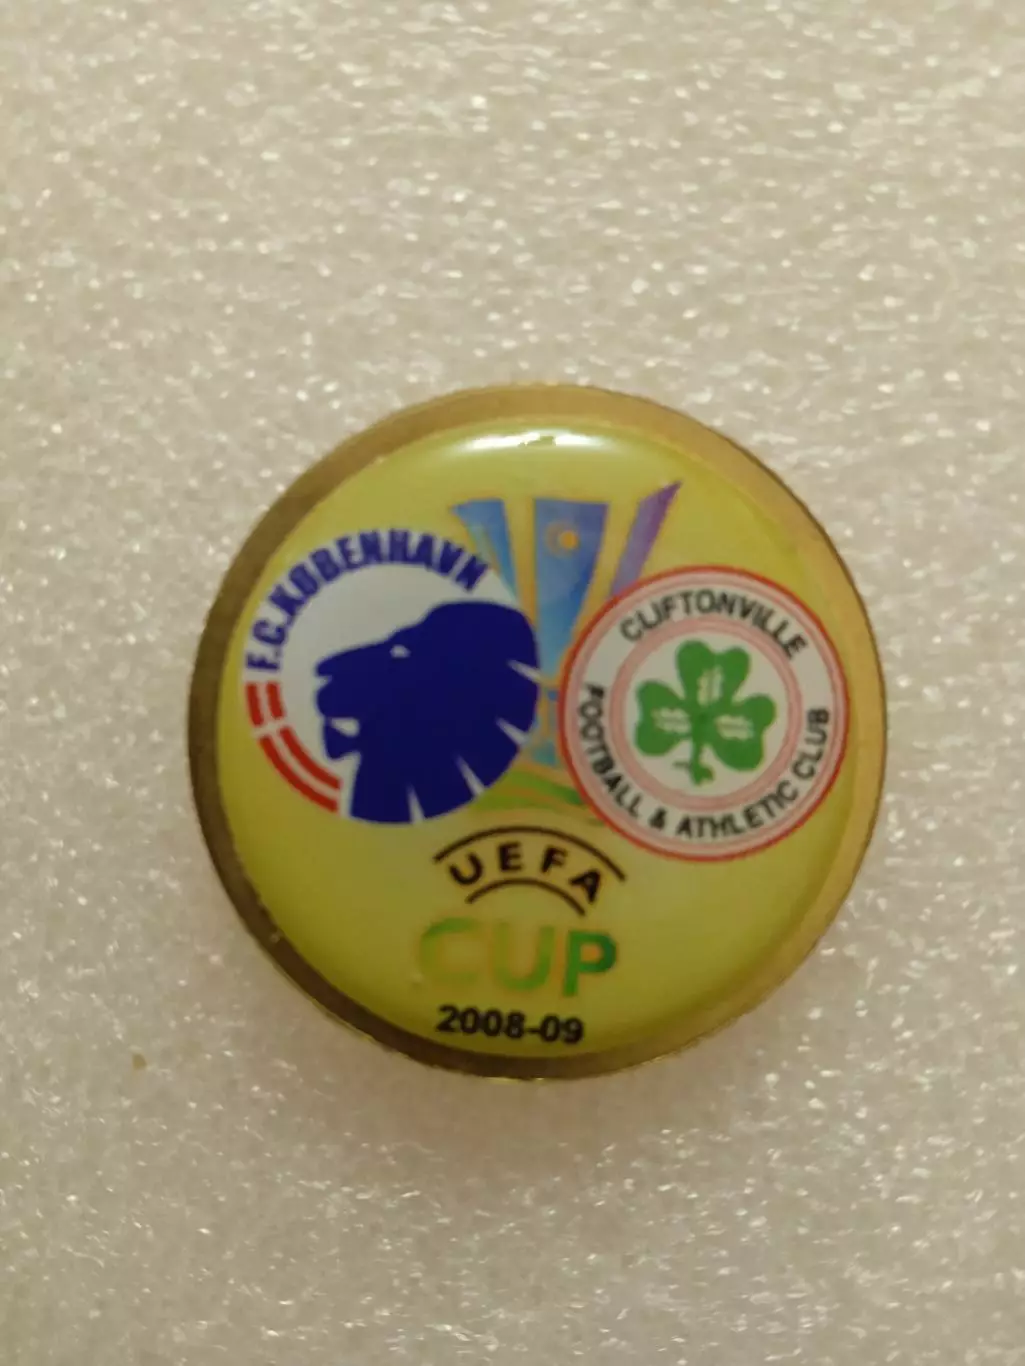 F.C.KØBENHAVN
CLIFTONVILLE
FOOTBALL & ATHLETIC CLUB
UEFA
CUP
2008-09